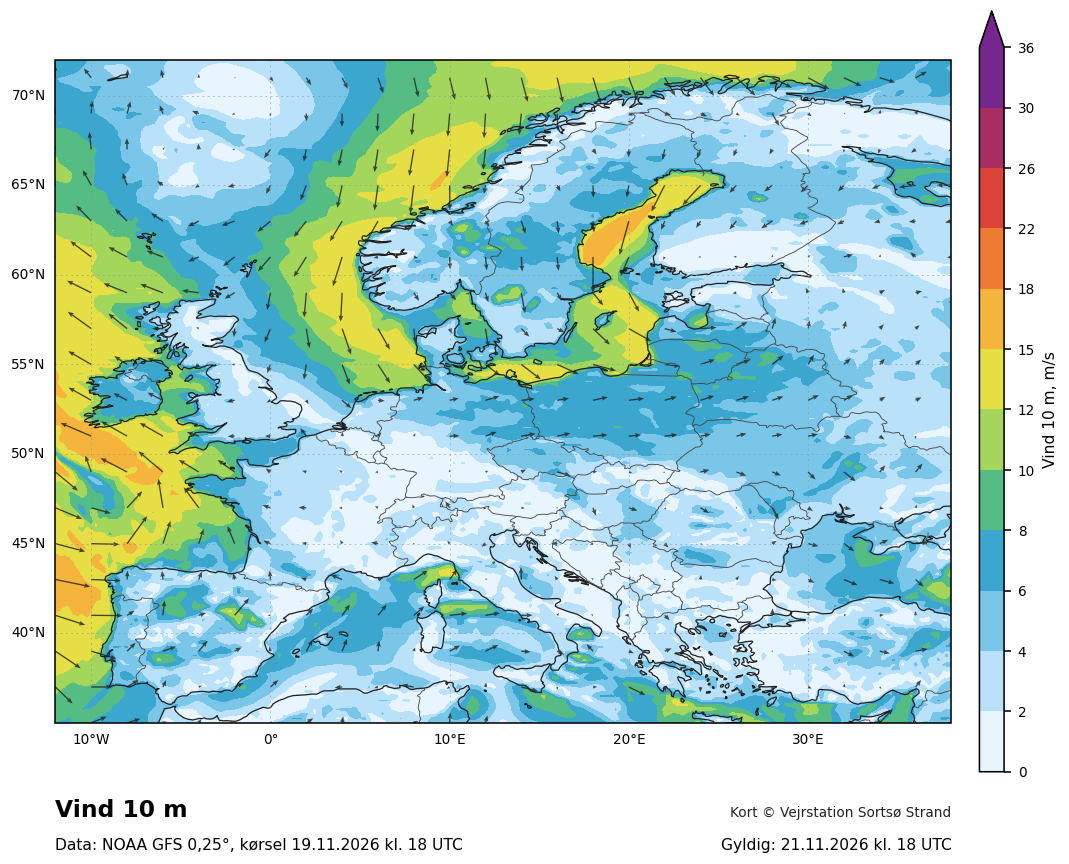 36
30
26
22
18
15
12
10
8
6
4
2
0
Vind 10 m, m/s
70°N
65°N
60°N
55°N
50°N
45°N
40°N
10°W
0°
10°E
20°E
30°E
Vind 10 m
Kort © Vejrstation Sortsø Strand
Data: NOAA GFS 0,25°, kørsel 19.11.2026 kl. 18 UTC
Gyldig: 21.11.2026 kl. 18 UTC